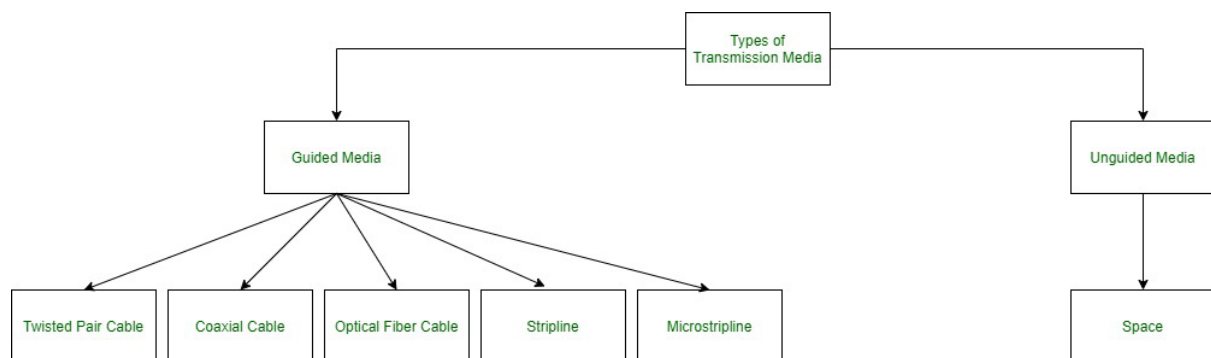 Types of
Transmission Media
Guided Media
Unguided Media
Twisted Pair Cable
Coaxial Cable
Optical Fiber Cable
Stripline
Microstripline
Space